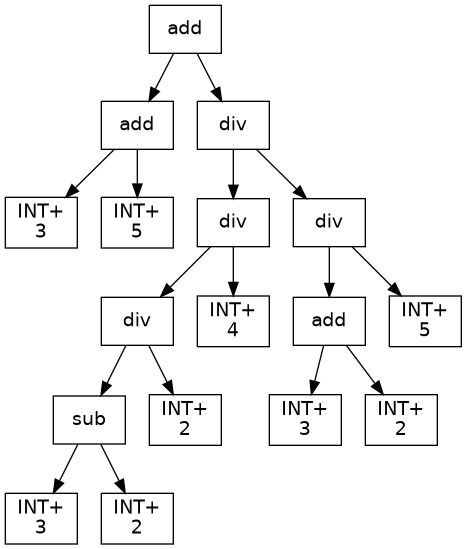 add
add
div
INT+
3
INT+
5
div
div
div
INT+
4
add
INT+
5
sub
INT+
2
INT+
3
INT+
2
INT+
3
INT+
2